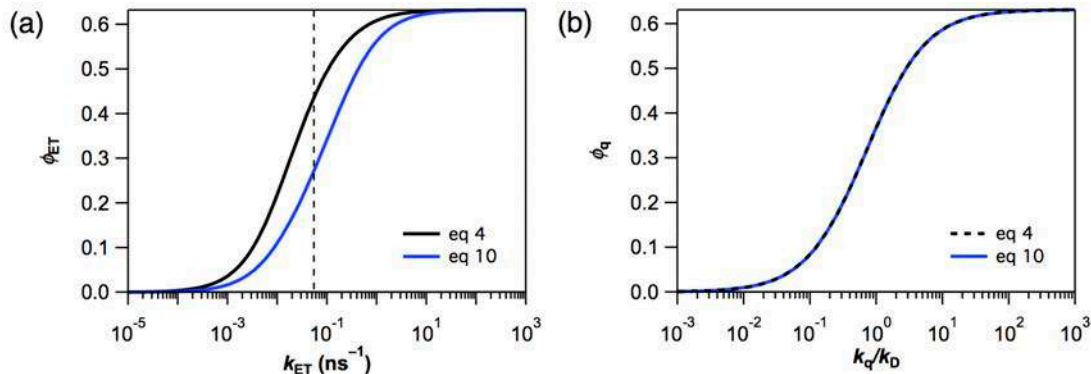 (a)
0.6
0.5
0.4
0.3
0.2
0.1
0.0
ϕET
eq 4
eq 10
10⁻⁵ 10⁻³ 10⁻¹ 10¹ 10³
kET (ns⁻¹)
(b)
0.6
0.5
0.4
0.3
0.2
0.1
0.0
ϕq
eq 4
eq 10
10⁻³ 10⁻² 10⁻¹ 10⁰ 10¹ 10² 10³
kq/kD